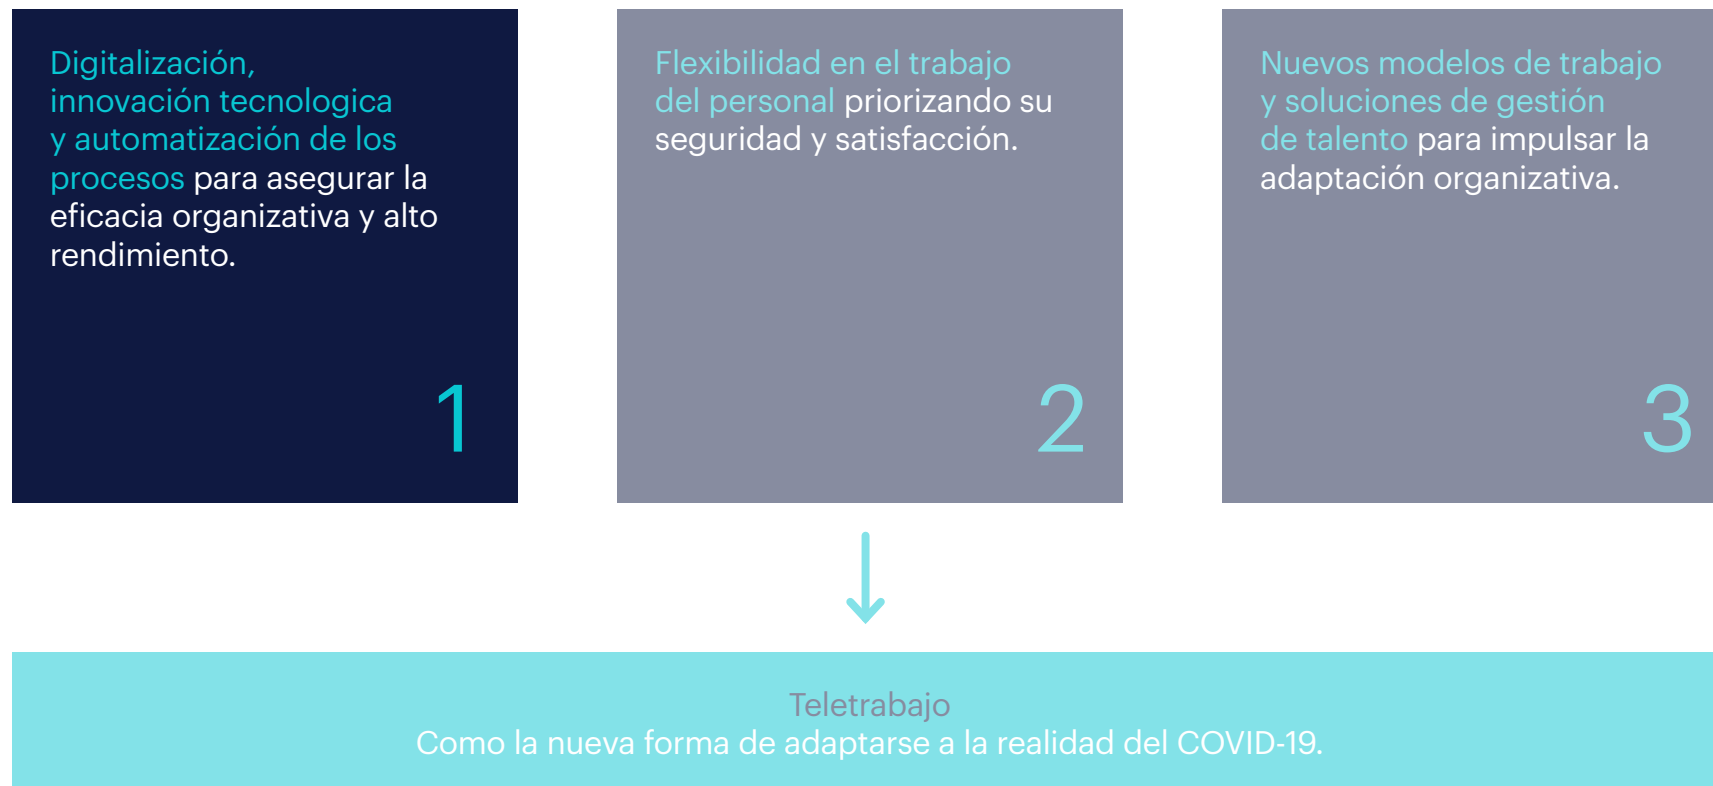 Digitalización,
innovación tecnologica
y automatización de los
procesos para asegurar la
eficacia organizativa y alto
rendimiento.
1
Flexibilidad en el trabajo
del personal priorizando su
seguridad y satisfacción.
2
Nuevos modelos de trabajo
y soluciones de gestión
de talento para impulsar la
adaptación organizativa.
3
Teletrabajo
Como la nueva forma de adaptarse a la realidad del COVID-19.